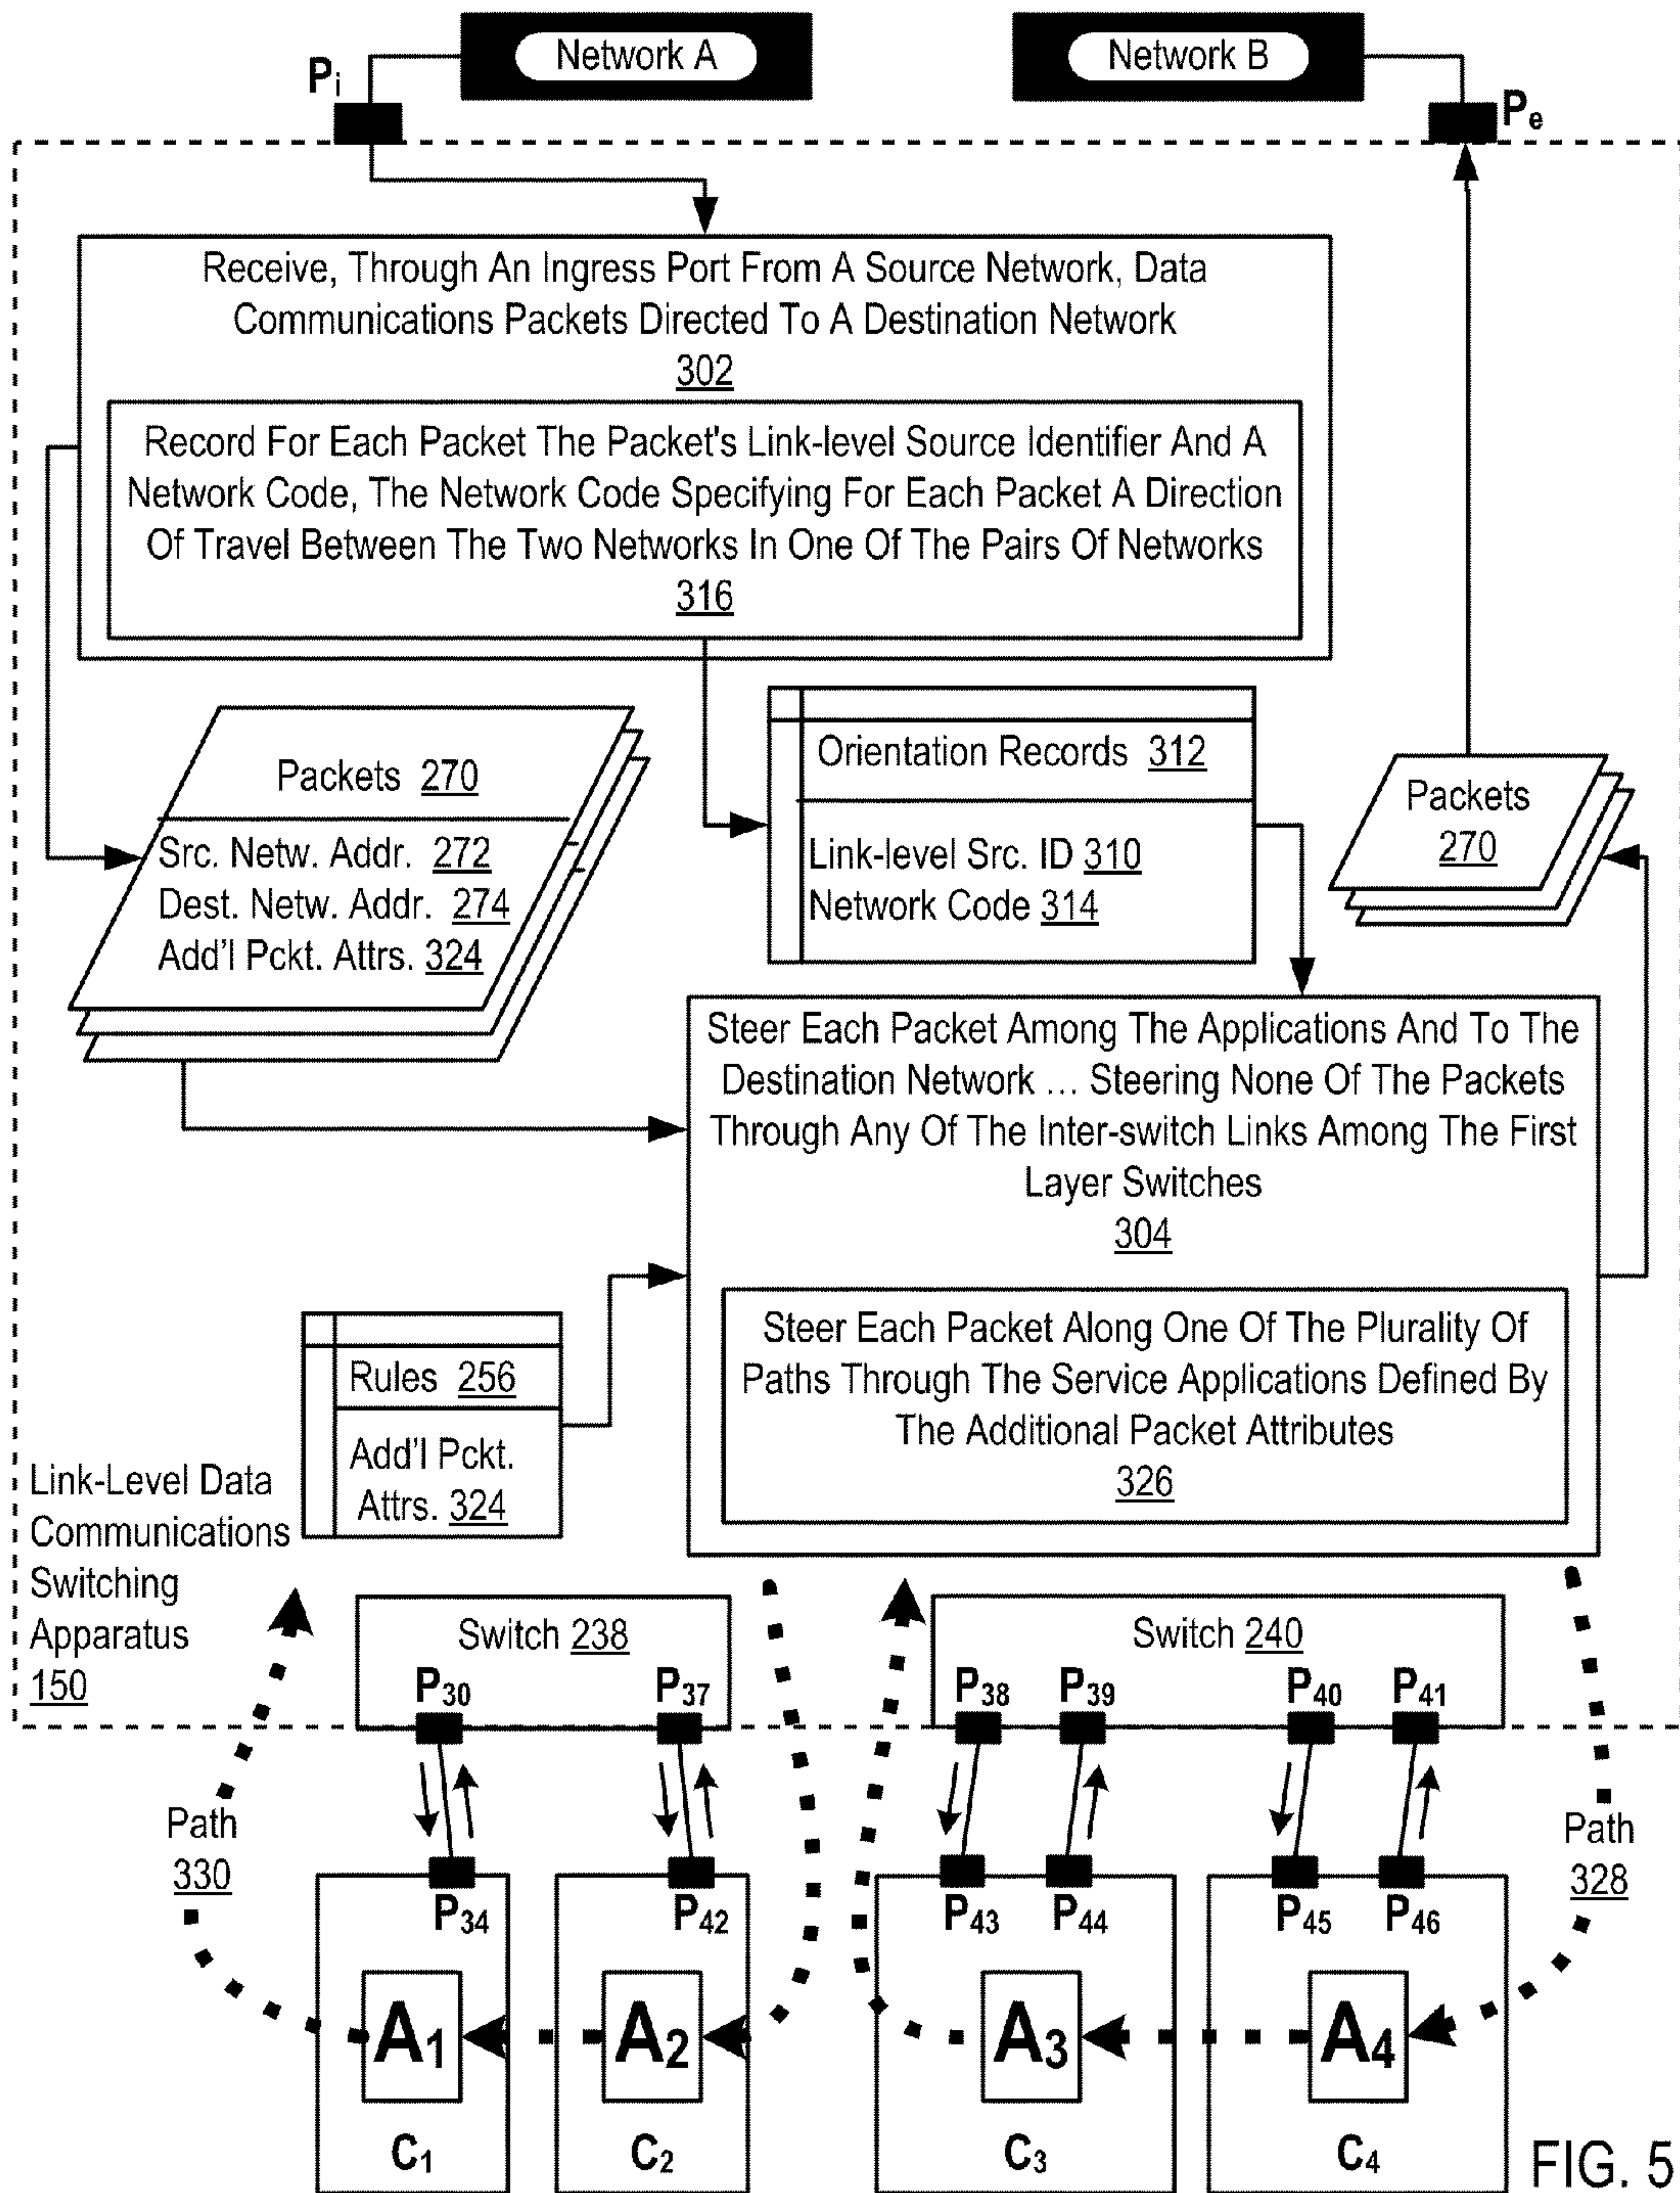 Network A
Network B
Pi
Pe
Receive, Through An Ingress Port From A Source Network, Data
Communications Packets Directed To A Destination Network
302
Record For Each Packet The Packet's Link-level Source Identifier And A
Network Code, The Network Code Specifying For Each Packet A Direction
Of Travel Between The Two Networks In One Of The Pairs Of Networks
316
Packets 270
Src. Netw. Addr. 272
Dest. Netw. Addr. 274
Add'l Pckt. Attrs. 324
Orientation Records 312
Link-level Src. ID 310
Network Code 314
Packets
270
Steer Each Packet Among The Applications And To The
Destination Network ... Steering None Of The Packets
Through Any Of The Inter-switch Links Among The First
Layer Switches
304
Steer Each Packet Along One Of The Plurality Of
Paths Through The Service Applications Defined By
The Additional Packet Attributes
326
Rules 256
Add'l Pckt.
Attrs. 324
Link-Level Data
Communications
Switching
Apparatus
150
Switch 238
P30
P37
Switch 240
P38
P39
P40
P41
Path
330
Path
328
P34
P42
P43
P44
P45
P46
A1
A2
A3
A4
C1
C2
C3
C4
FIG. 5